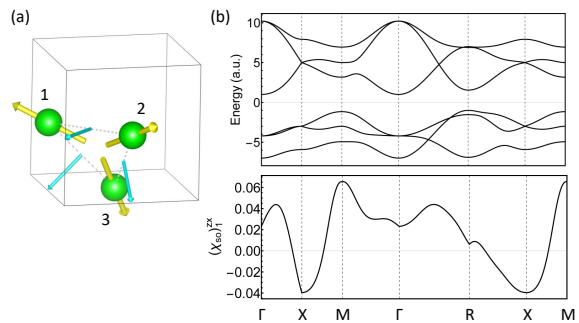 (a)
1
2
3
(b)
Energy (a.u.)
10
5
0
−5
(χso)₁ᶻˣ
0.06
0.04
0.02
0.00
−0.02
−0.04
Γ X M Γ R X M